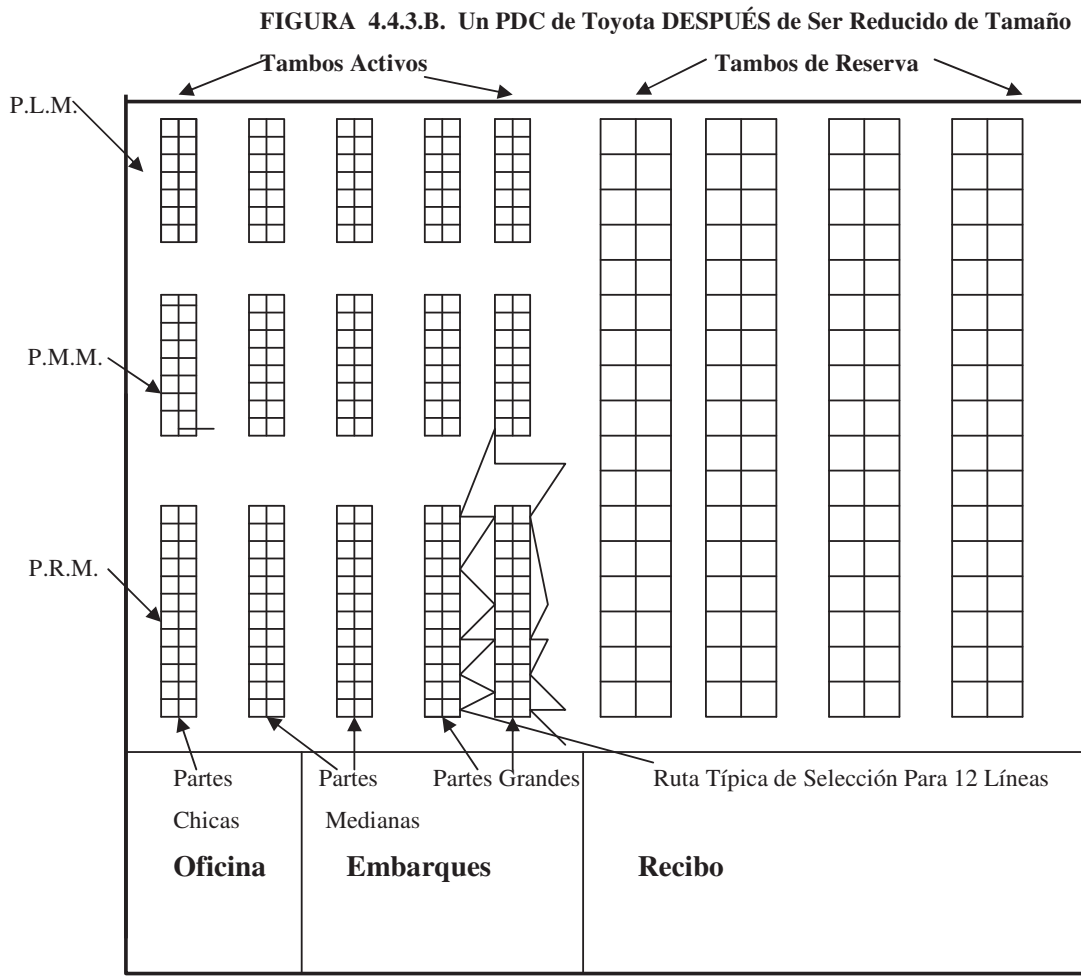 FIGURA 4.4.3.B. Un PDC de Toyota DESPUÉS de Ser Reducido de Tamaño
Tambos Activos
Tambos de Reserva
P.L.M.
P.M.M.
P.R.M.
Partes
Chicas
Partes
Medianas
Partes Grandes
Ruta Típica de Selección Para 12 Líneas
Oficina
Embarques
Recibo